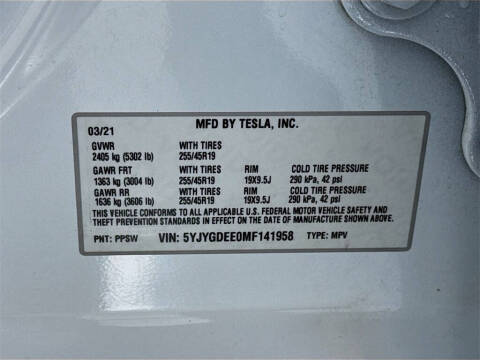 03/21 MFD BY TESLA, INC.
GVWR WITH TIRES
2405 kg (5302 lb) 255/45R19
GAWR FRT WITH TIRES RIM COLD TIRE PRESSURE
1363 kg (3004 lb) 255/45R19 19X9.5J 290 kPa, 42 psi
GAWR RR WITH TIRES RIM COLD TIRE PRESSURE
1636 kg (3606 lb) 255/45R19 19X9.5J 290 kPa, 42 psi
THIS VEHICLE CONFORMS TO ALL APPLICABLE U.S. FEDERAL MOTOR VEHICLE SAFETY AND
THEFT PREVENTION STANDARDS IN EFFECT ON THE DATE OF MANUFACTURE SHOWN ABOVE.
PNT: PPSW VIN: 5YJYGDEE0MF141958 TYPE: MPV